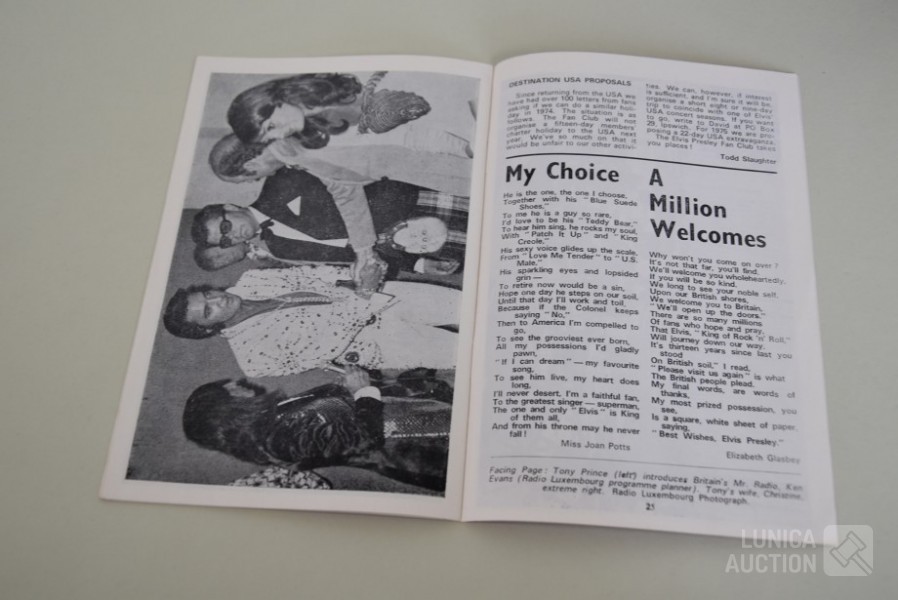 DESTINATION USA PROPOSALS
Since returning from the USA we
have had over 100 letters from fans
asking if we can do a similar holi-
day in 1974. The situation is as
follows. The Fan Club will not
organise a fifteen-day members'
charter holiday to the USA next
year. We've so much on that it
would be unfair to our other activi-
ties. We can, however, if interest
is sufficient, and I'm sure it will be,
organise a short eight or nine-day
trip to coincide with one of Elvis'
USA concert seasons. If you want
to go, write to David at PO Box
29, Ipswich. For 1975 we are pro-
posing a 22-day USA extravaganza.
The Elvis Presley Fan Club takes
you places!
Todd Slaughter
My Choice
He is the one, the one I choose,
Together with his "Blue Suede
Shoes,"
To me he is a guy so rare,
I'd love to be his "Teddy Bear,"
To hear him sing, he rocks my soul,
With "Patch It Up" and "King
Creole,"
His sexy voice glides up the scale,
From "Love Me Tender" to "U.S.
Male,"
His sparkling eyes and lopsided
grin —
To retire now would be a sin,
Hope one day he steps on our soil,
Until that day I'll work and toil,
Because if the Colonel keeps
saying "No,"
Then to America I'm compelled to
go,
To see the grooviest ever born,
All my possessions I'd gladly
pawn,
"If I can dream" — my favourite
song,
To see him live, my heart does
long,
I'll never desert, I'm a faithful fan,
To the greatest singer — superman,
The one and only "Elvis" is King
of them all,
And from his throne may he never
fall!
Miss Joan Potts
A
Million
Welcomes
Why won't you come on over?
It's not that far, you'll find,
We'll welcome you wholeheartedly,
If you will be so kind.
We long to see your noble self,
Upon our British shores,
We welcome you to Britain,
"We'll open up the doors."
There are so many millions
Of fans who hope and pray,
That Elvis, "King of Rock 'n' Roll,"
Will journey down our way.
It's thirteen years since last you
stood
On British soil," I read,
"Please visit us again" is what
The British people plead.
My final words, are words of
thanks,
My most prized possession, you
see,
Is a square, white sheet of paper,
saying,
"Best Wishes, Elvis Presley."
Elizabeth Glasbey
Facing Page: Tony Prince (left) introduces Britain's Mr. Radio, Ken
Evans (Radio Luxembourg programme planner). Tony's wife, Christine,
extreme right. Radio Luxembourg Photograph.
21
LUNICA
AUCTION